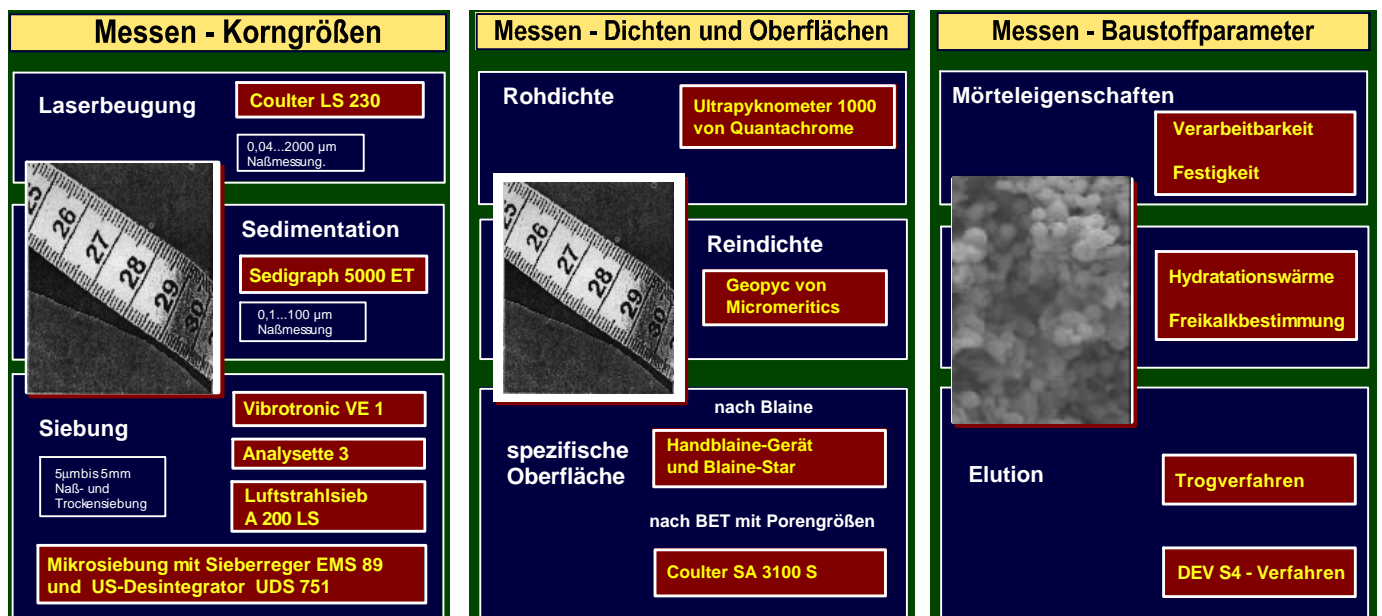 Messen - Korngrößen
Laserbeugung
Coulter LS 230
0,04...2000 µm
Naßmessung.
25
26
27
28
29
30
Sedimentation
Sedigraph 5000 ET
0,1...100 µm
Naßmessung
Siebung
5µmbis5mm
Naß- und
Trockensiebung
Vibrotronic VE 1
Analysette 3
Luftstrahlsieb
A 200 LS
Mikrosiebung mit Sieberreger EMS 89
und US-Desintegrator UDS 751
Messen - Dichten und Oberflächen
Rohdichte
Ultrapyknometer 1000
von Quantachrome
25
26
27
28
29
30
Reindichte
Geopyc von
Micromeritics
spezifische
Oberfläche
nach Blaine
Handblaine-Gerät
und Blaine-Star
nach BET mit Porengrößen
Coulter SA 3100 S
Messen - Baustoffparameter
Mörteleigenschaften
Verarbeitbarkeit
Festigkeit
Hydratationswärme
Freikalkbestimmung
Elution
Trogverfahren
DEV S4 - Verfahren